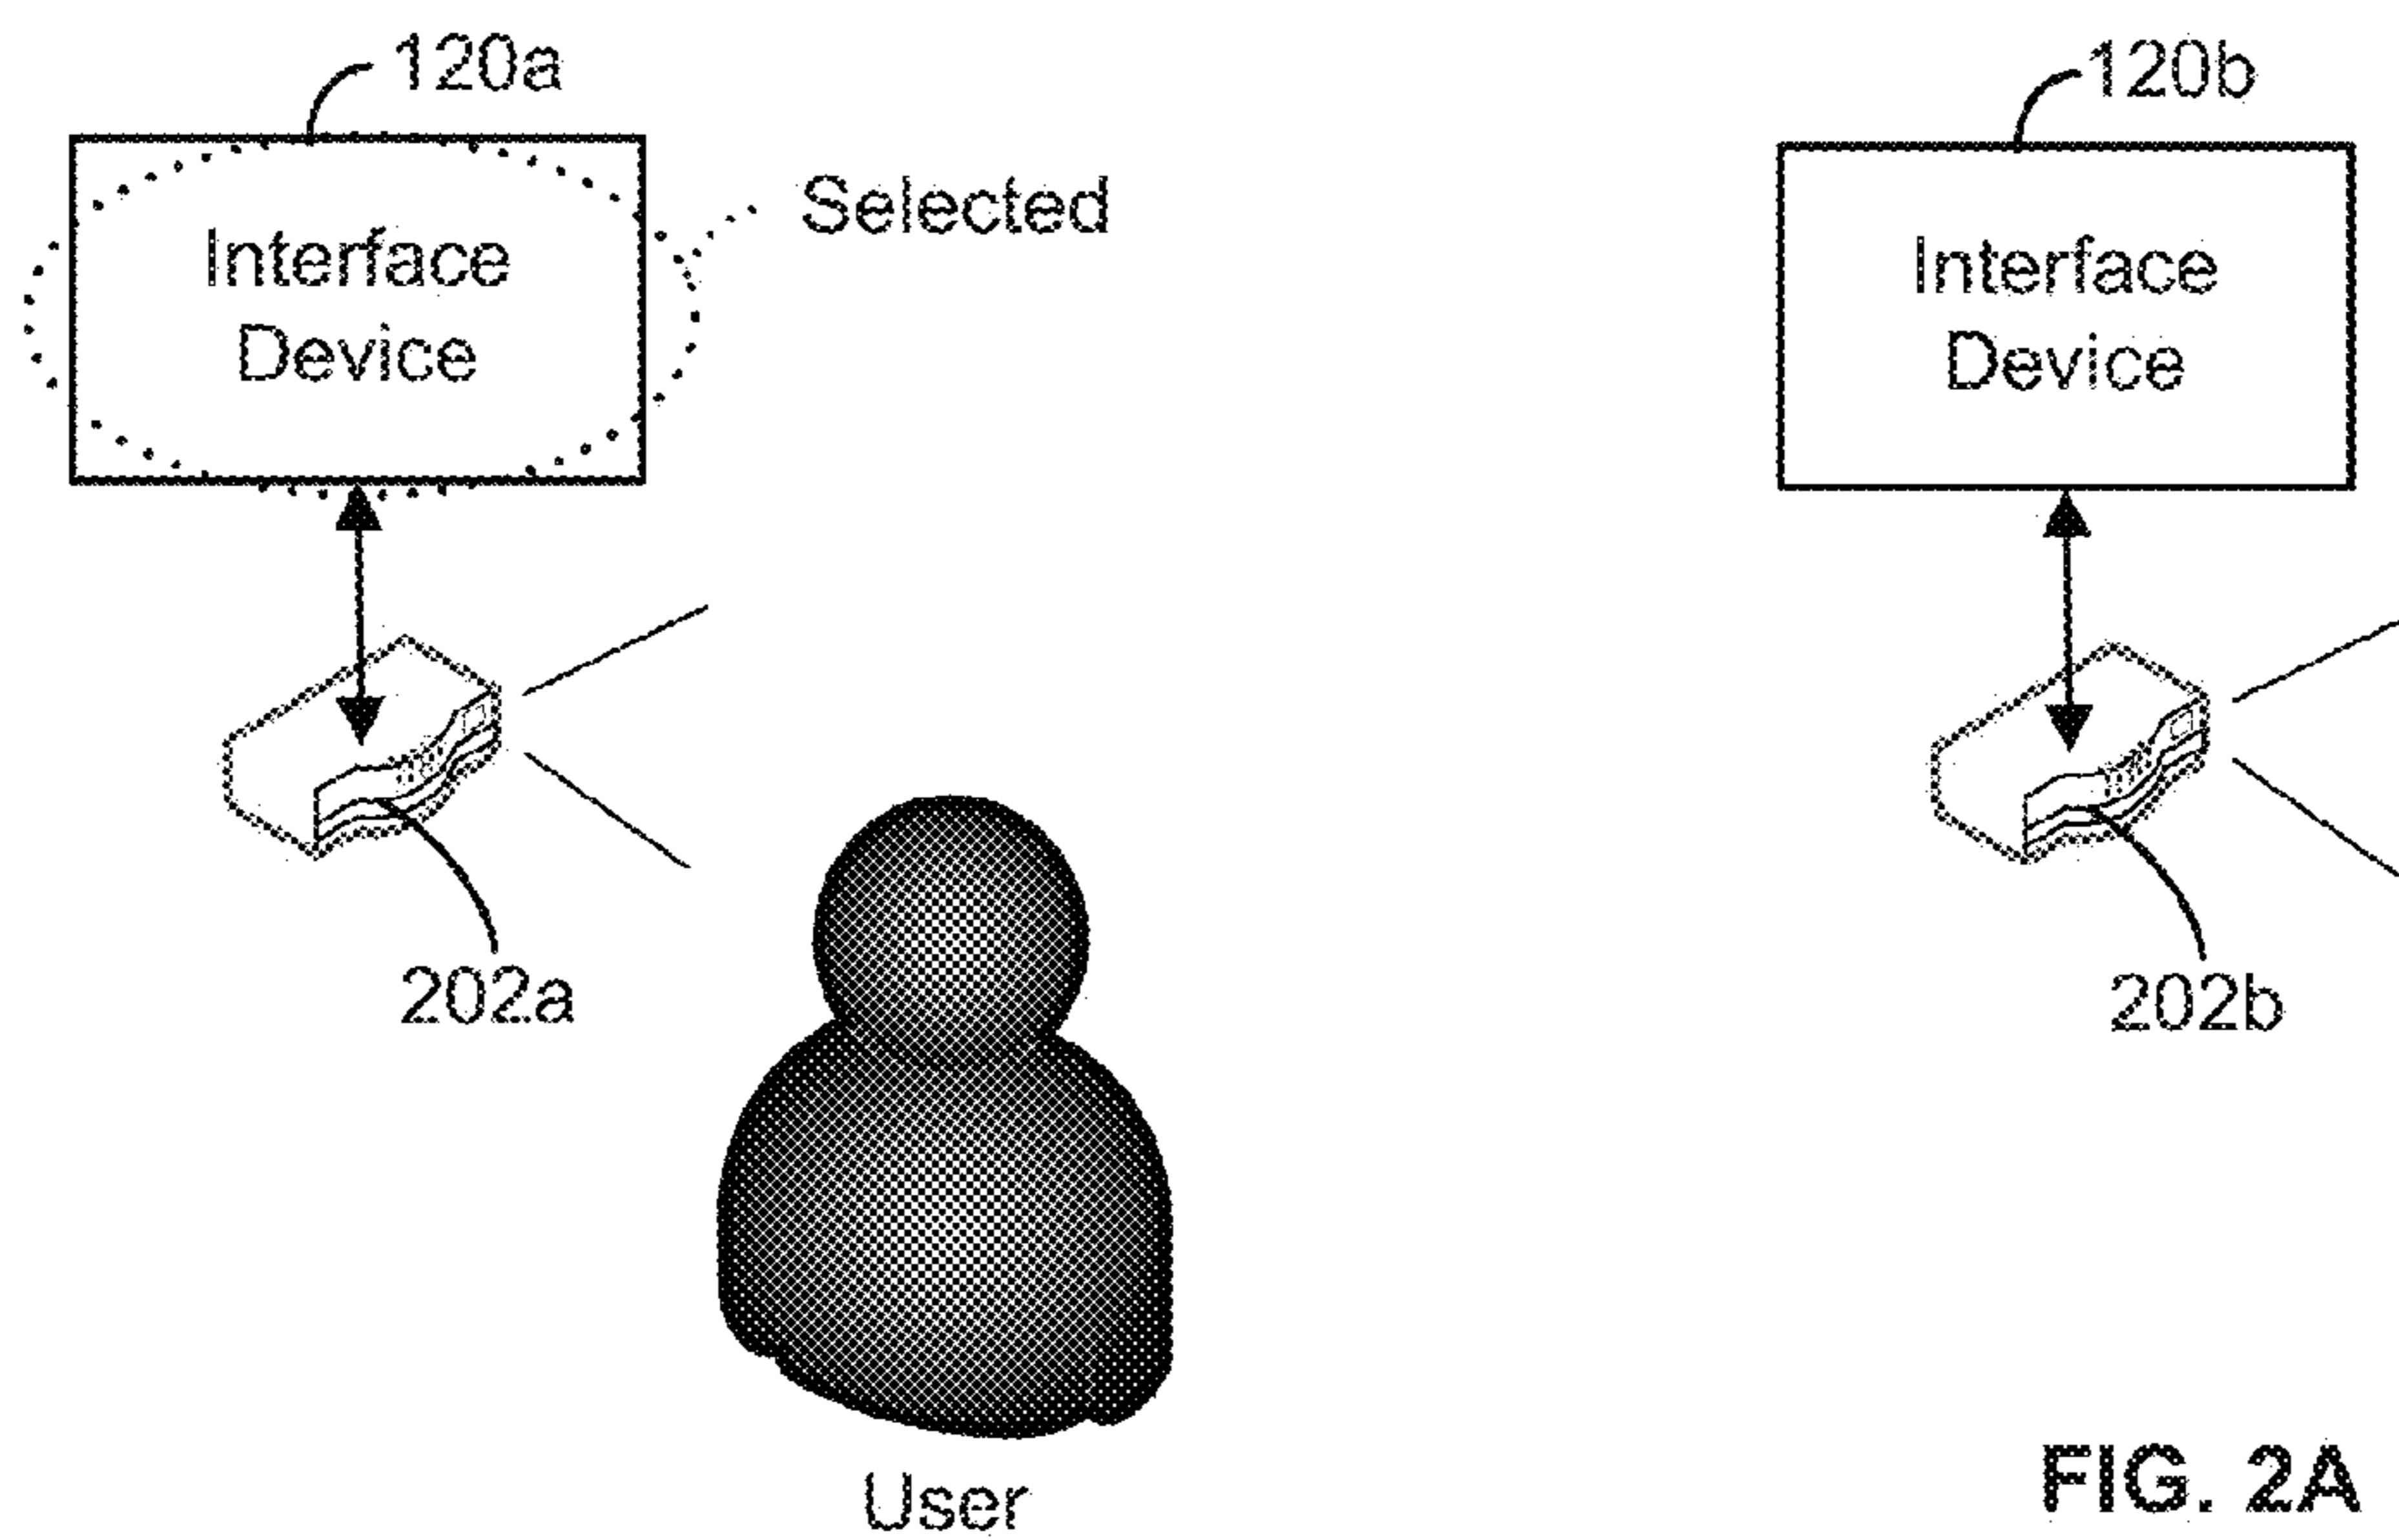 120a
120b
Selected
Interface
Device
Interface
Device
202a
202b
User
FIG. 2A